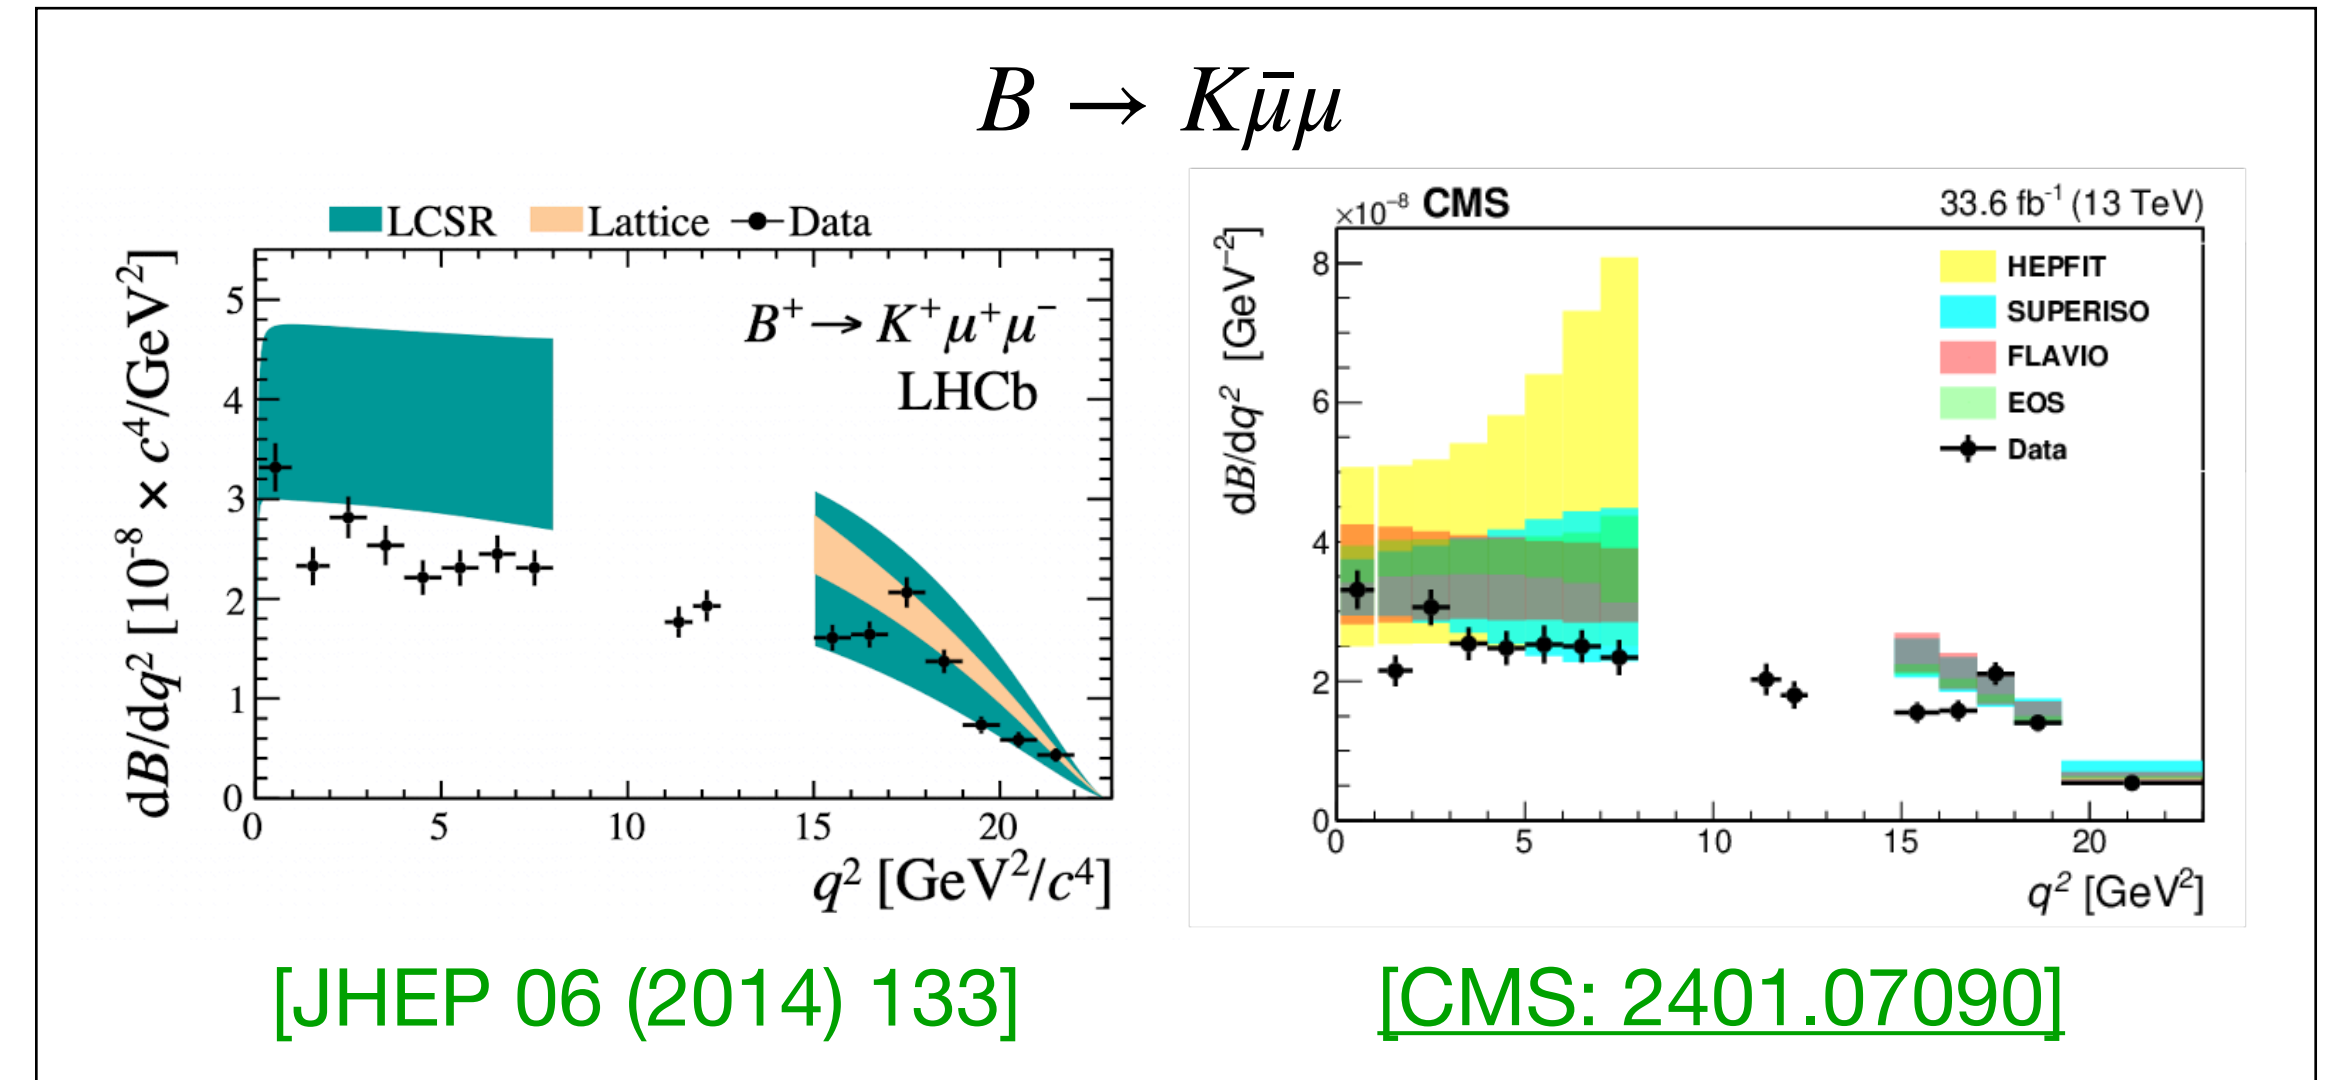 B → Kμ̄μ
LCSR Lattice Data
dB/dq² [10⁻⁸ × c⁴/GeV²]
5
4
3
2
1
0
B⁺ → K⁺μ⁺μ⁻
LHCb
0 5 10 15 20
q² [GeV²/c⁴]
[JHEP 06 (2014) 133]
×10⁻⁸ CMS 33.6 fb⁻¹ (13 TeV)
dB/dq² [GeV⁻²]
8
6
4
2
0
HEPFIT
SUPERISO
FLAVIO
EOS
Data
0 5 10 15 20
q² [GeV²]
[CMS: 2401.07090]